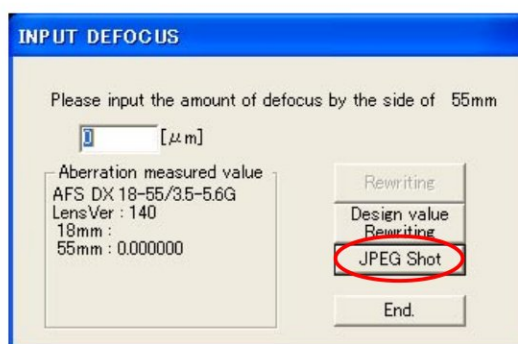 INPUT DEFOCUS
Please input the amount of defocus by the side of 55mm
0 [μm]
Aberration measured value
AFS DX 18-55/3.5-5.6G
LensVer : 140
18mm :
55mm : 0.000000
Rewriting
Design value
Rewriting
JPEG Shot
End.